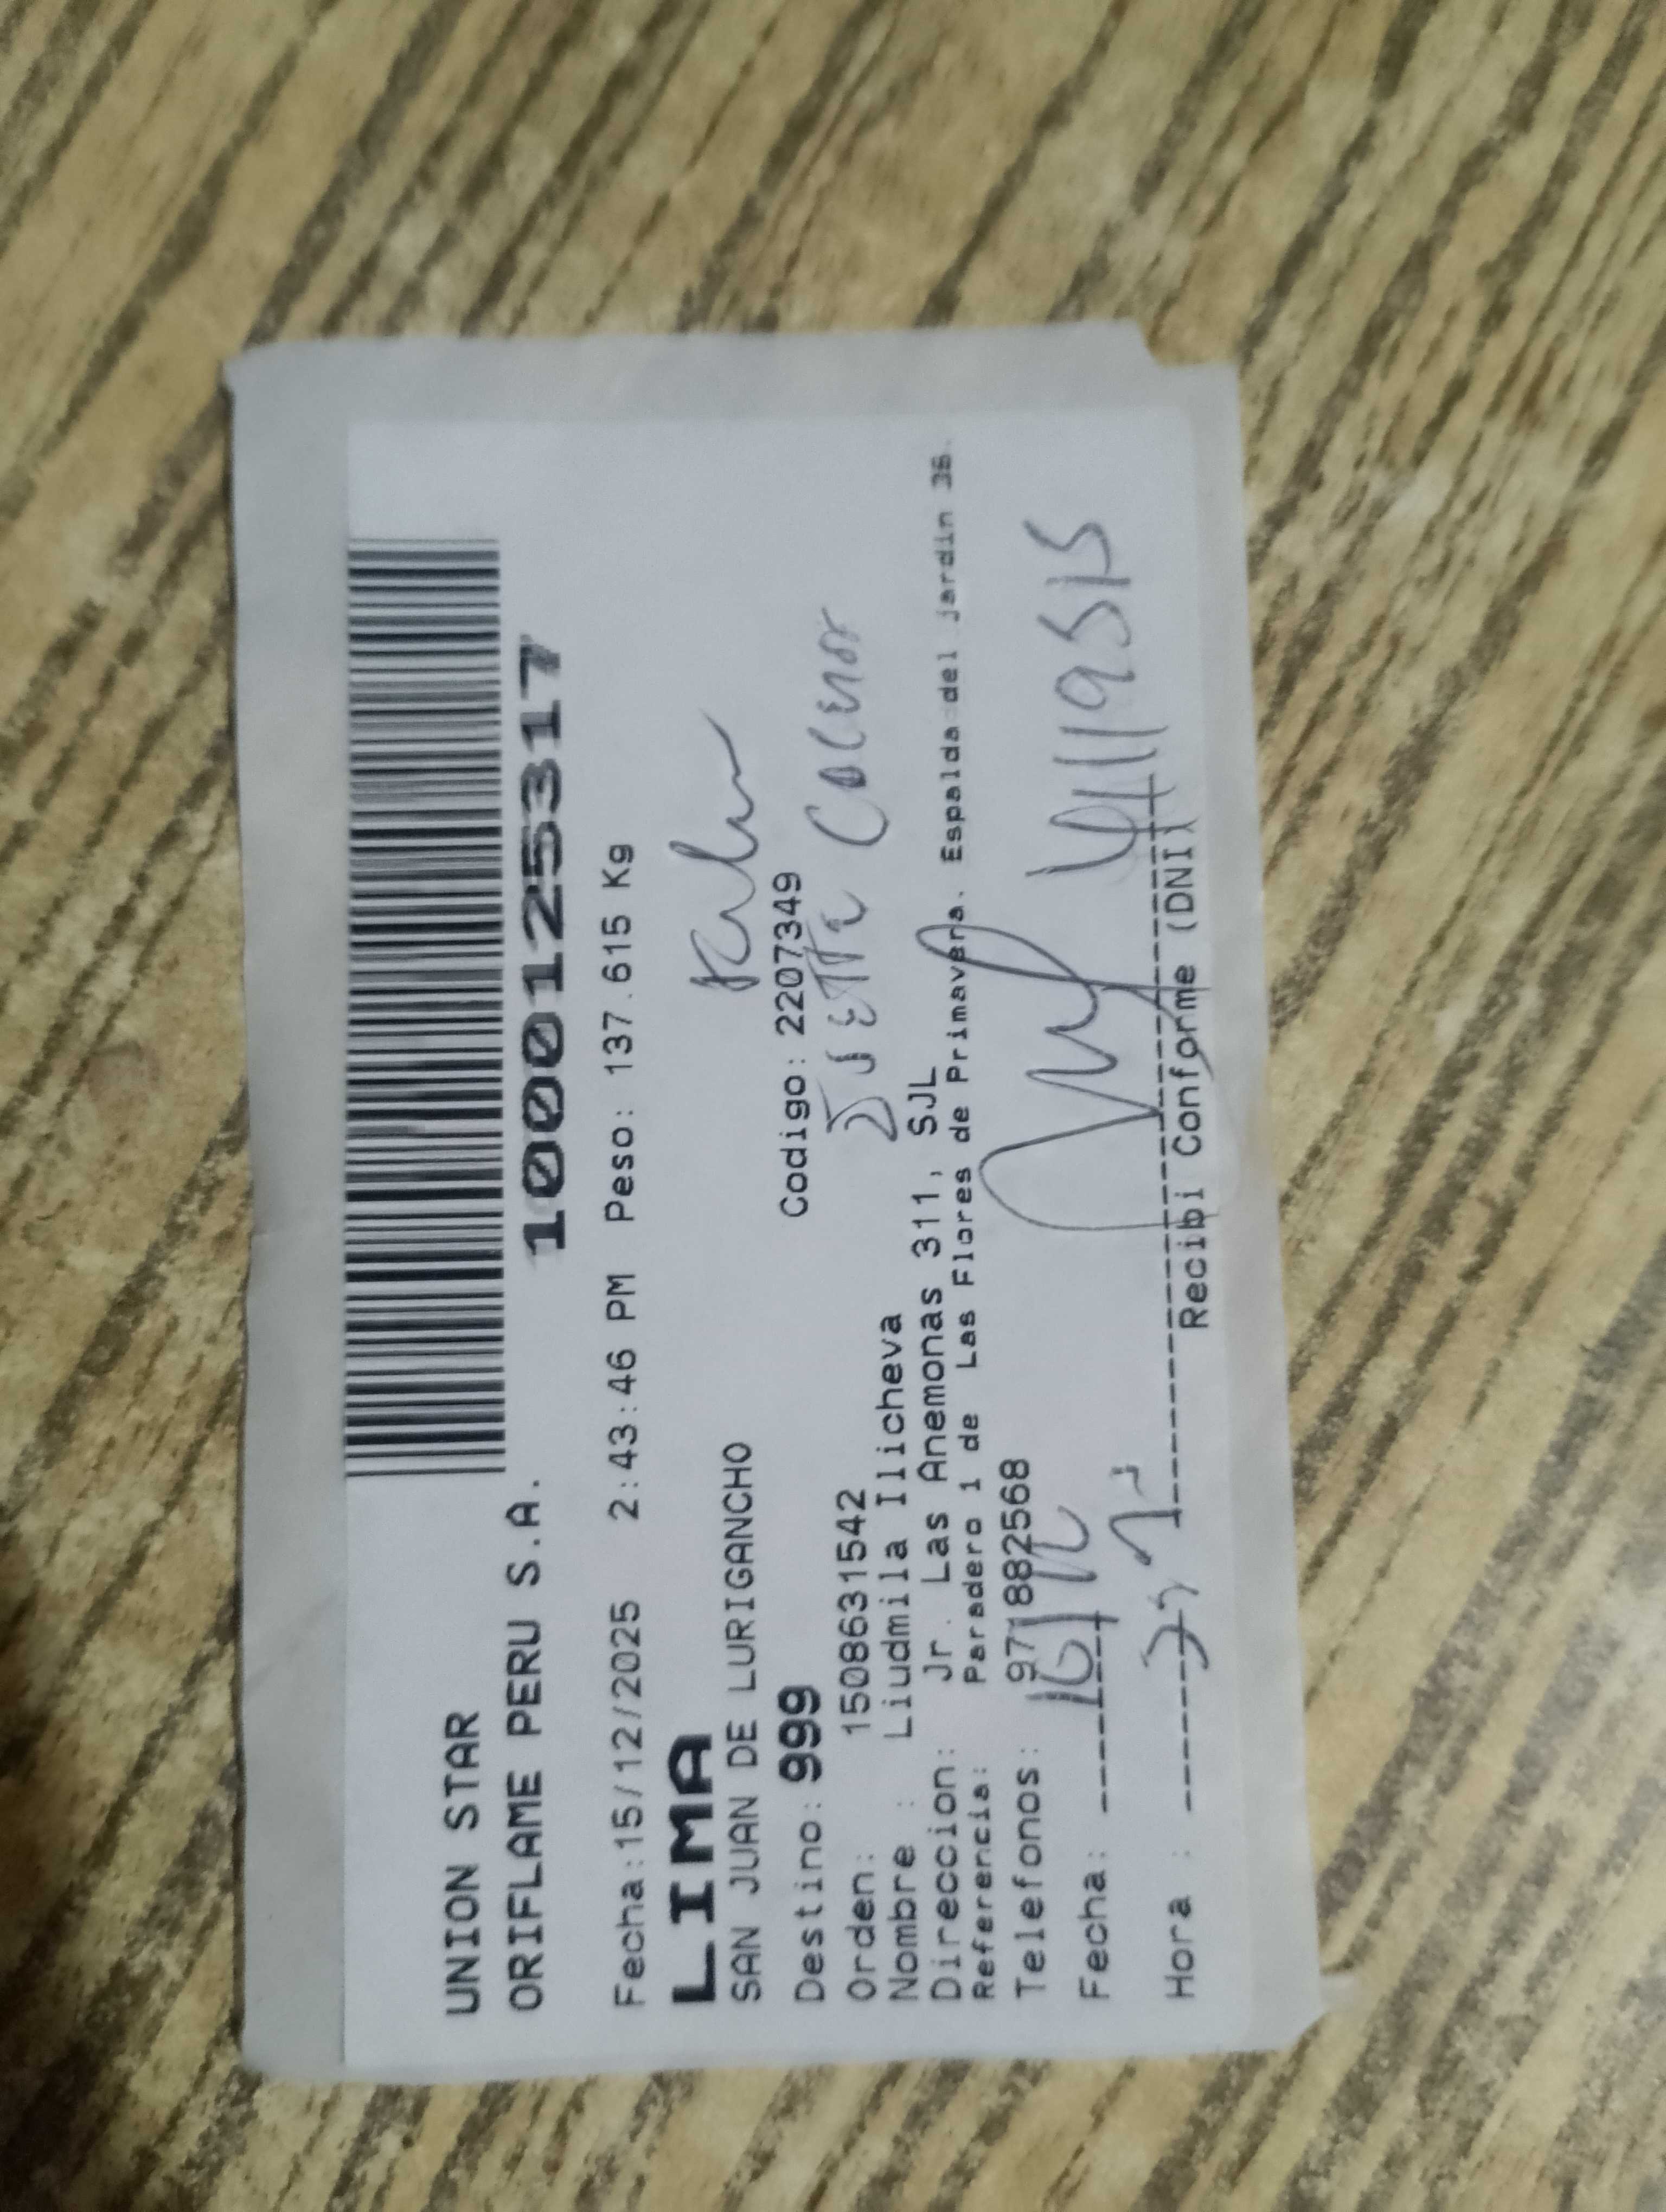 UNION STAR
ORIFLAME PERU S.A.
1000125317
Fecha:15/12/2025 2:43:46 PM Peso: 137.615 Kg
LIMA
SAN JUAN DE LURIGANCHO
Destino: 999 Codigo: 2207349
Orden: 1508631542
Nombre : Liudmila Ilicheva
Direccion: Jr. Las Anemonas 311, SJL
Referencia: Paradero 1 de Las Flores de Primavera. Espalda del jardin 36.
Telefonos: 971882568
Fecha:
Hora :
Recibi Conforme (DNI)